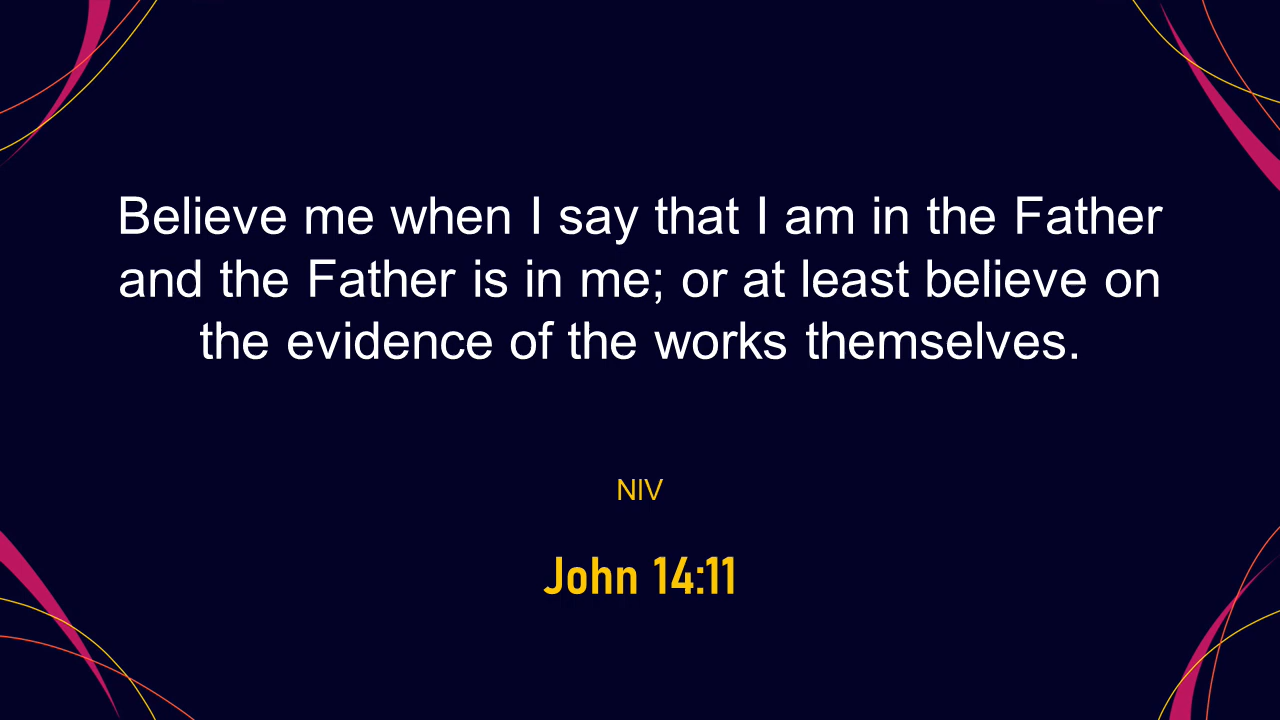 Believe me when I say that I am in the Father
and the Father is in me; or at least believe on
the evidence of the works themselves.
NIV
John 14:11